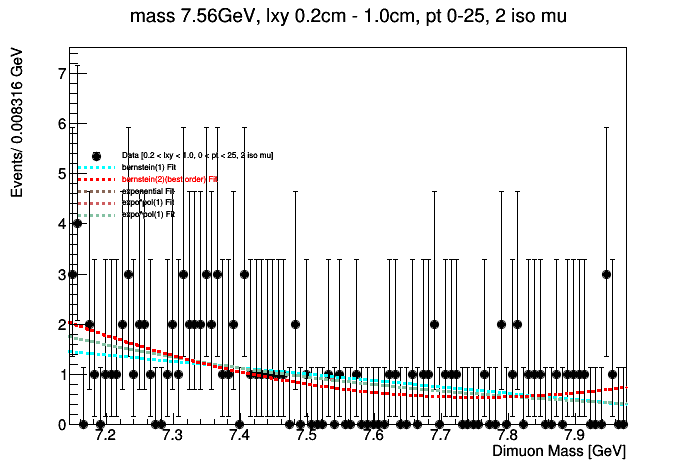 mass 7.56GeV, lxy 0.2cm - 1.0cm, pt 0-25, 2 iso mu
Events/ 0.008316 GeV
7
6
5
4
3
2
1
0
Data [0.2 < lxy < 1.0, 0 < pt < 25, 2 iso mu]
bernstein(1) Fit
bernstein(2)(best order) Fit
exponential Fit
expo*pol(1) Fit
expo*pol(1) Fit
7.2 7.3 7.4 7.5 7.6 7.7 7.8 7.9
Dimuon Mass [GeV]